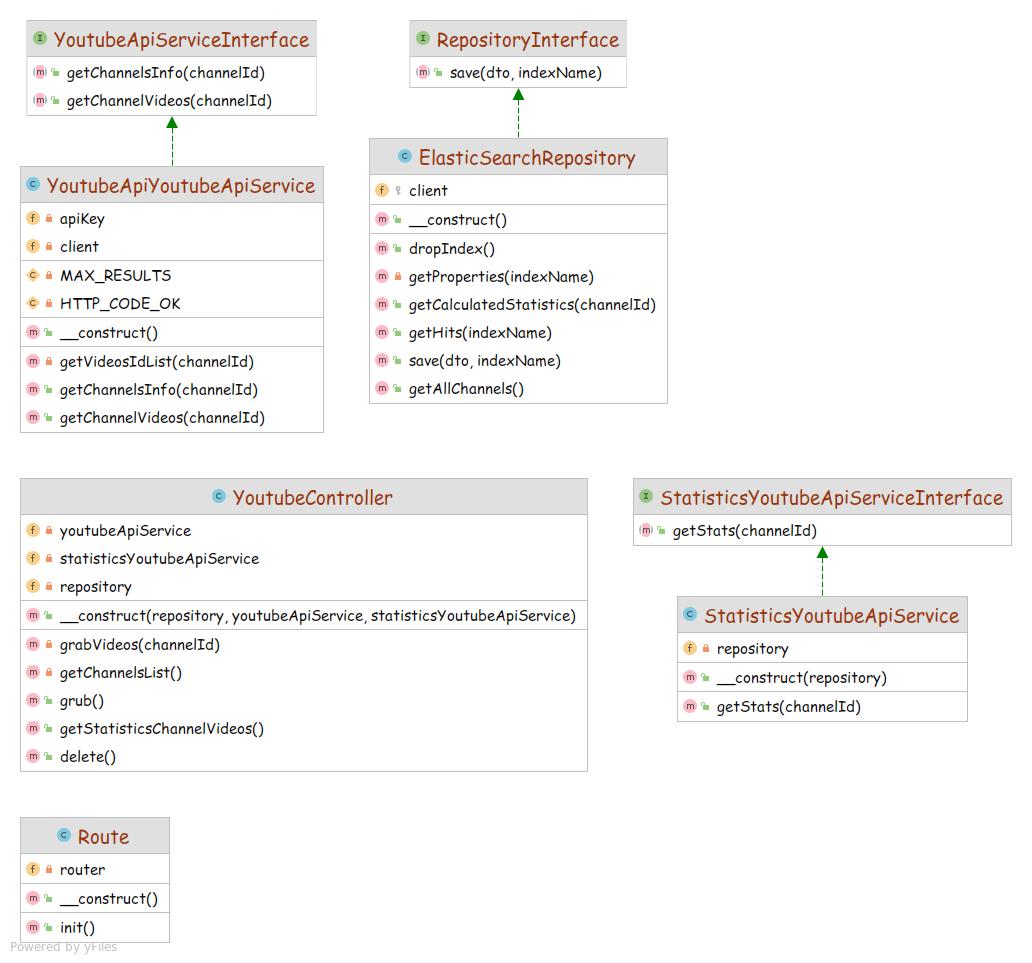 YoutubeApiServiceInterface
getChannelsInfo(channelId)
getChannelVideos(channelId)
RepositoryInterface
save(dto, indexName)
YoutubeApiYoutubeApiService
apiKey
client
MAX_RESULTS
HTTP_CODE_OK
__construct()
getVideosIdList(channelId)
getChannelsInfo(channelId)
getChannelVideos(channelId)
ElasticSearchRepository
client
__construct()
dropIndex()
getProperties(indexName)
getCalculatedStatistics(channelId)
getHits(indexName)
save(dto, indexName)
getAllChannels()
YoutubeController
youtubeApiService
statisticsYoutubeApiService
repository
__construct(repository, youtubeApiService, statisticsYoutubeApiService)
grabVideos(channelId)
getChannelsList()
grub()
getStatisticsChannelVideos()
delete()
StatisticsYoutubeApiServiceInterface
getStats(channelId)
StatisticsYoutubeApiService
repository
__construct(repository)
getStats(channelId)
Route
router
__construct()
init()
Powered by yFiles